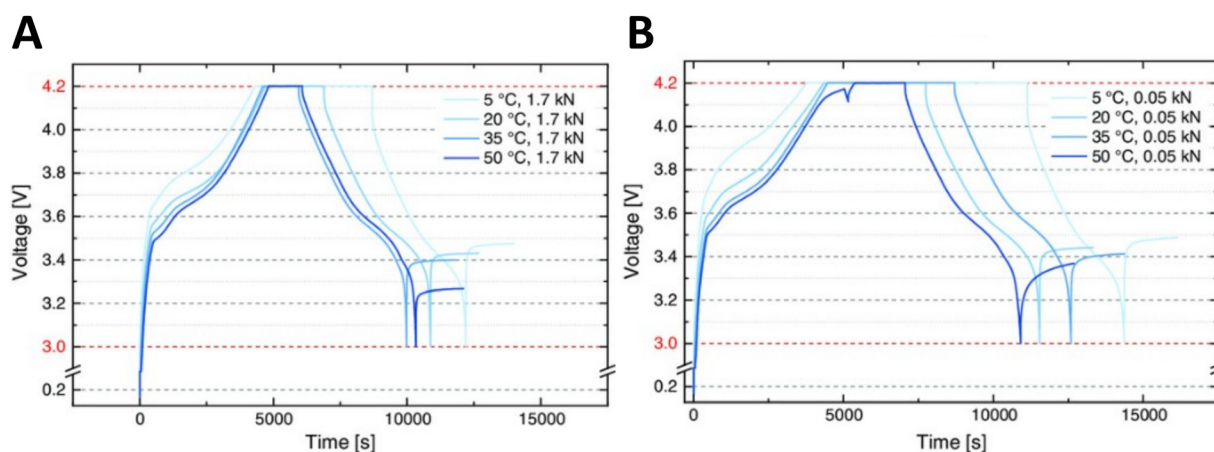 A
Voltage [V]
4.2
4.0
3.8
3.6
3.4
3.2
3.0
0.2
5 °C, 1.7 kN
20 °C, 1.7 kN
35 °C, 1.7 kN
50 °C, 1.7 kN
0
5000
10000
15000
Time [s]
B
Voltage [V]
4.2
4.0
3.8
3.6
3.4
3.2
3.0
0.2
5 °C, 0.05 kN
20 °C, 0.05 kN
35 °C, 0.05 kN
50 °C, 0.05 kN
0
5000
10000
15000
Time [s]